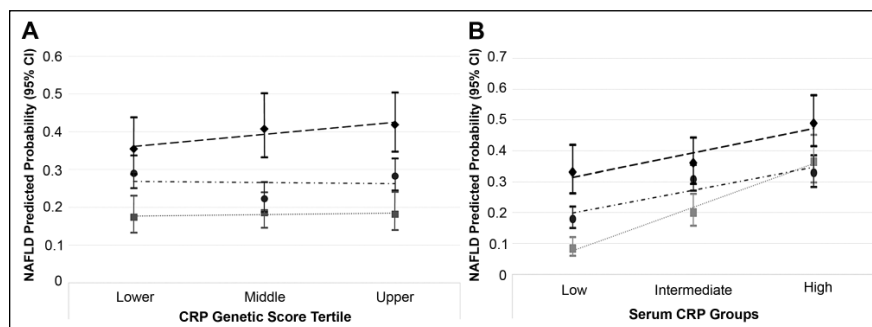 A
NAFLD Predicted Probability (95% CI)
0.6
0.5
0.4
0.3
0.2
0.1
0
Lower Middle Upper
CRP Genetic Score Tertile
B
NAFLD Predicted Probability (95% CI)
0.7
0.6
0.5
0.4
0.3
0.2
0.1
0
Low Intermediate High
Serum CRP Groups